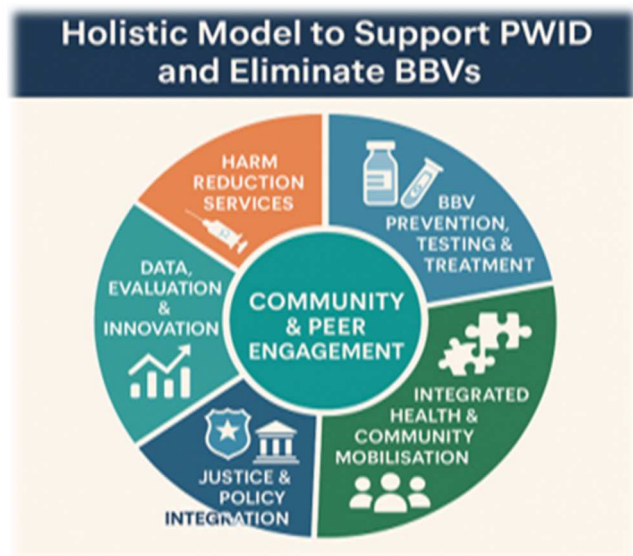 Holistic Model to Support PWID
and Eliminate BBVs
HARM
REDUCTION
SERVICES
BBV
PREVENTION,
TESTING &
TREATMENT
DATA,
EVALUATION
&
INNOVATION
COMMUNITY
& PEER
ENGAGEMENT
INTEGRATED
HEALTH &
COMMUNITY
MOBILISATION
JUSTICE &
POLICY
INTEGRATION